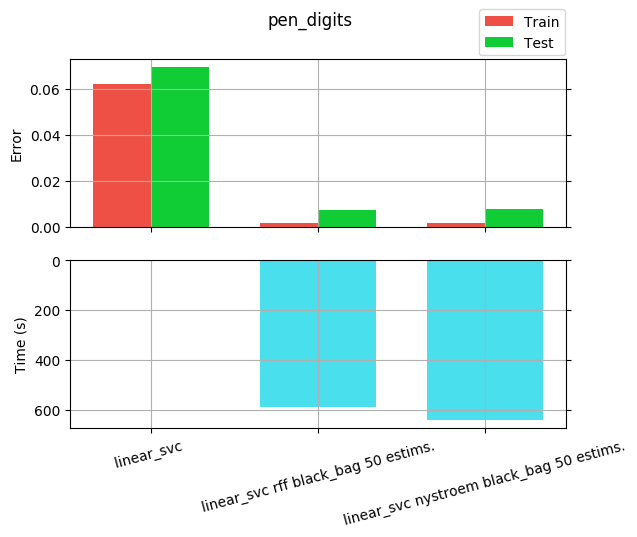 pen_digits
Train
Test
0.06
0.04
0.02
0.00
Error
0
200
400
600
Time (s)
linear_svc
linear_svc rff black_bag 50 estims.
linear_svc nystroem black_bag 50 estims.